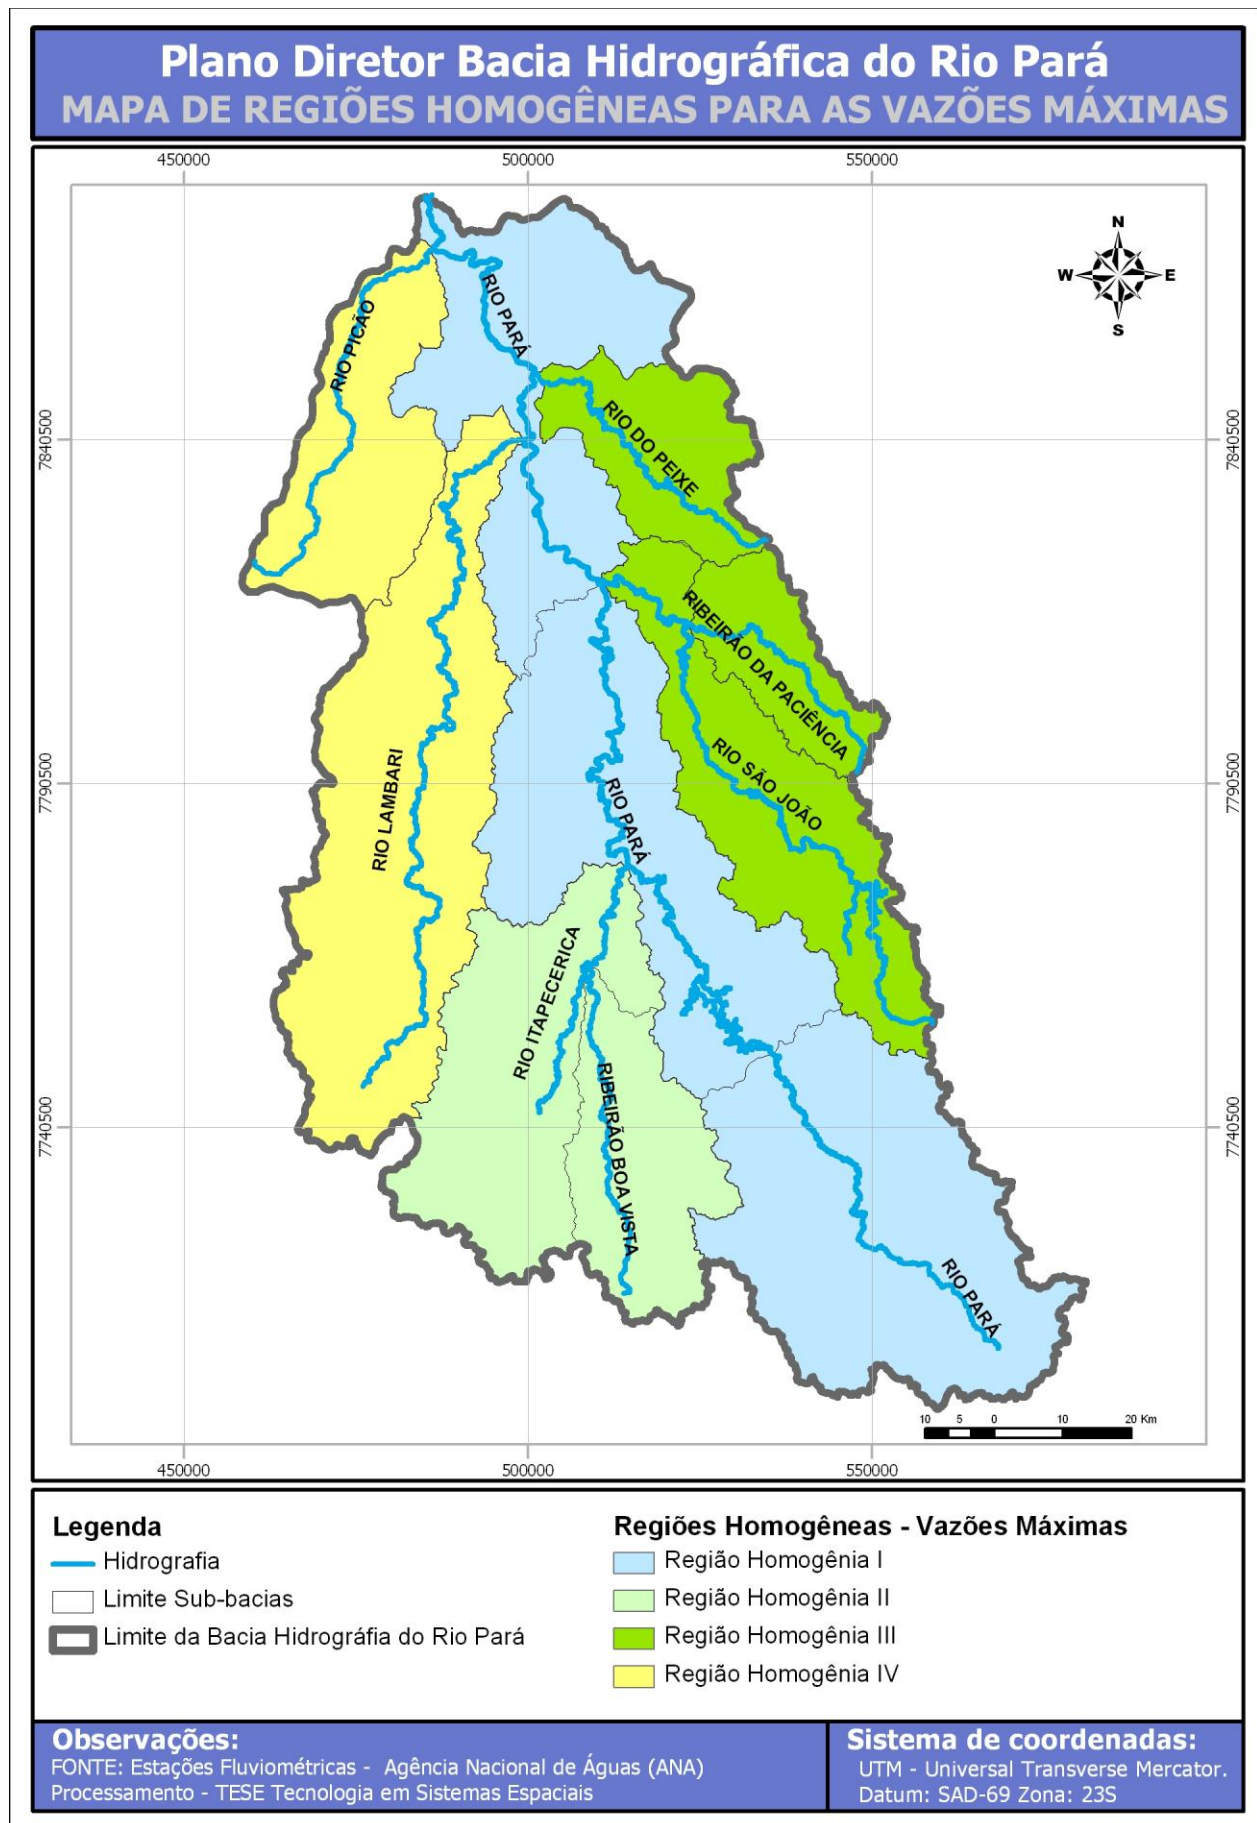 Plano Diretor Bacia Hidrográfica do Rio Pará
MAPA DE REGIÕES HOMOGÊNEAS PARA AS VAZÕES MÁXIMAS
450000
500000
550000
N
W
E
S
RIO PICÃO
RIO PARÁ
7840500
7840500
RIO DO PEIXE
RIBEIRÃO DA PACIÊNCIA
RIO SÃO JOÃO
7790500
7790500
RIO LAMBARI
RIO PARÁ
RIO ITAPECERICA
RIBEIRÃO BOA VISTA
7740500
7740500
RIO PARÁ
10 5 0 10 20 Km
450000
500000
550000
Legenda
Hidrografia
Limite Sub-bacias
Limite da Bacia Hidrográfia do Rio Pará
Regiões Homogêneas - Vazões Máximas
Região Homogênia I
Região Homogênia II
Região Homogênia III
Região Homogênia IV
Observações:
FONTE: Estações Fluviométricas - Agência Nacional de Águas (ANA)
Processamento - TESE Tecnologia em Sistemas Espaciais
Sistema de coordenadas:
UTM - Universal Transverse Mercator.
Datum: SAD-69 Zona: 23S